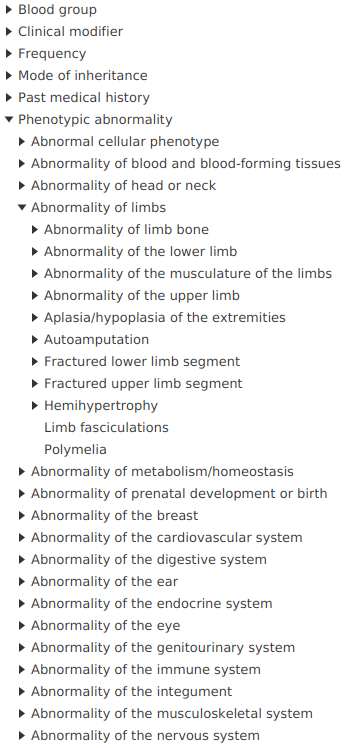 Blood group
Clinical modifier
Frequency
Mode of inheritance
Past medical history
Phenotypic abnormality
Abnormal cellular phenotype
Abnormality of blood and blood-forming tissues
Abnormality of head or neck
Abnormality of limbs
Abnormality of limb bone
Abnormality of the lower limb
Abnormality of the musculature of the limbs
Abnormality of the upper limb
Aplasia/hypoplasia of the extremities
Autoamputation
Fractured lower limb segment
Fractured upper limb segment
Hemihypertrophy
Limb fasciculations
Polymelia
Abnormality of metabolism/homeostasis
Abnormality of prenatal development or birth
Abnormality of the breast
Abnormality of the cardiovascular system
Abnormality of the digestive system
Abnormality of the ear
Abnormality of the endocrine system
Abnormality of the eye
Abnormality of the genitourinary system
Abnormality of the immune system
Abnormality of the integument
Abnormality of the musculoskeletal system
Abnormality of the nervous system